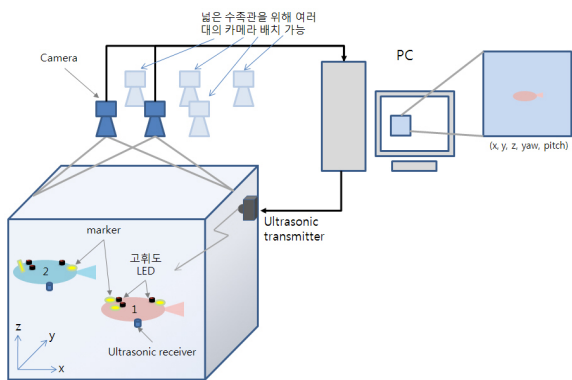 넓은 수족관을 위해 여러
대의 카메라 배치 가능
Camera
PC
(x, y, z, yaw, pitch)
Ultrasonic
transmitter
marker
고휘도
LED
2
1
z
y
x
Ultrasonic receiver